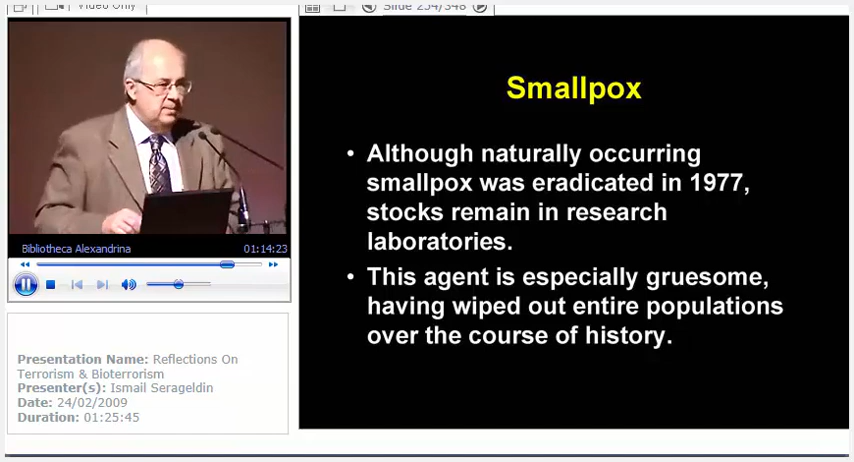 Video Only
Slide 254/348
Smallpox
• Although naturally occurring
smallpox was eradicated in 1977,
stocks remain in research
laboratories.
• This agent is especially gruesome,
having wiped out entire populations
over the course of history.
Bibliotheca Alexandrina 01:14:23
Presentation Name: Reflections On
Terrorism & Bioterrorism
Presenter(s): Ismail Serageldin
Date: 24/02/2009
Duration: 01:25:45